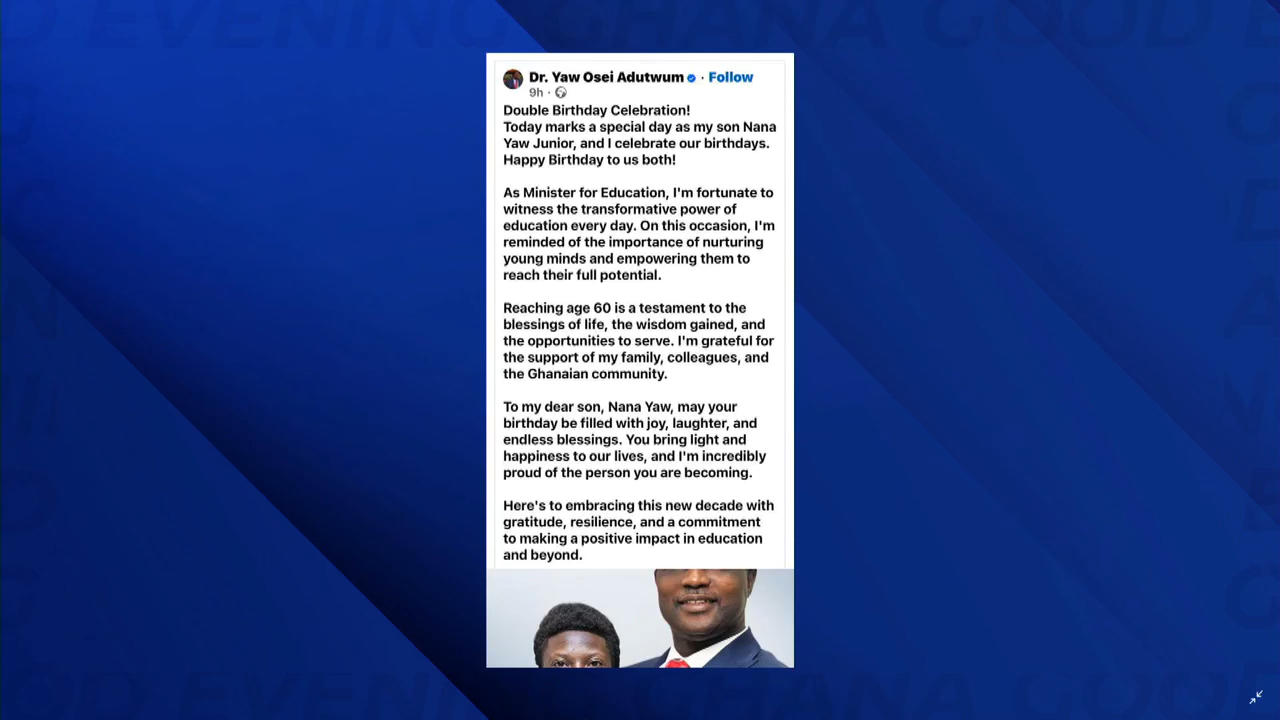 D EVENING GHANA GOOD E
Dr. Yaw Osei Adutwum · Follow
9h ·
Double Birthday Celebration!
Today marks a special day as my son Nana
Yaw Junior, and I celebrate our birthdays.
Happy Birthday to us both!
As Minister for Education, I'm fortunate to
witness the transformative power of
education every day. On this occasion, I'm
reminded of the importance of nurturing
young minds and empowering them to
reach their full potential.
Reaching age 60 is a testament to the
blessings of life, the wisdom gained, and
the opportunities to serve. I'm grateful for
the support of my family, colleagues, and
the Ghanaian community.
To my dear son, Nana Yaw, may your
birthday be filled with joy, laughter, and
endless blessings. You bring light and
happiness to our lives, and I'm incredibly
proud of the person you are becoming.
Here's to embracing this new decade with
gratitude, resilience, and a commitment
to making a positive impact in education
and beyond.
OD EVENING GHANA GOOD